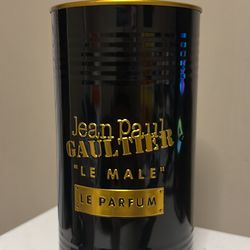 Jean Paul
GAULTIER
"LE MALE"
LE PARFUM